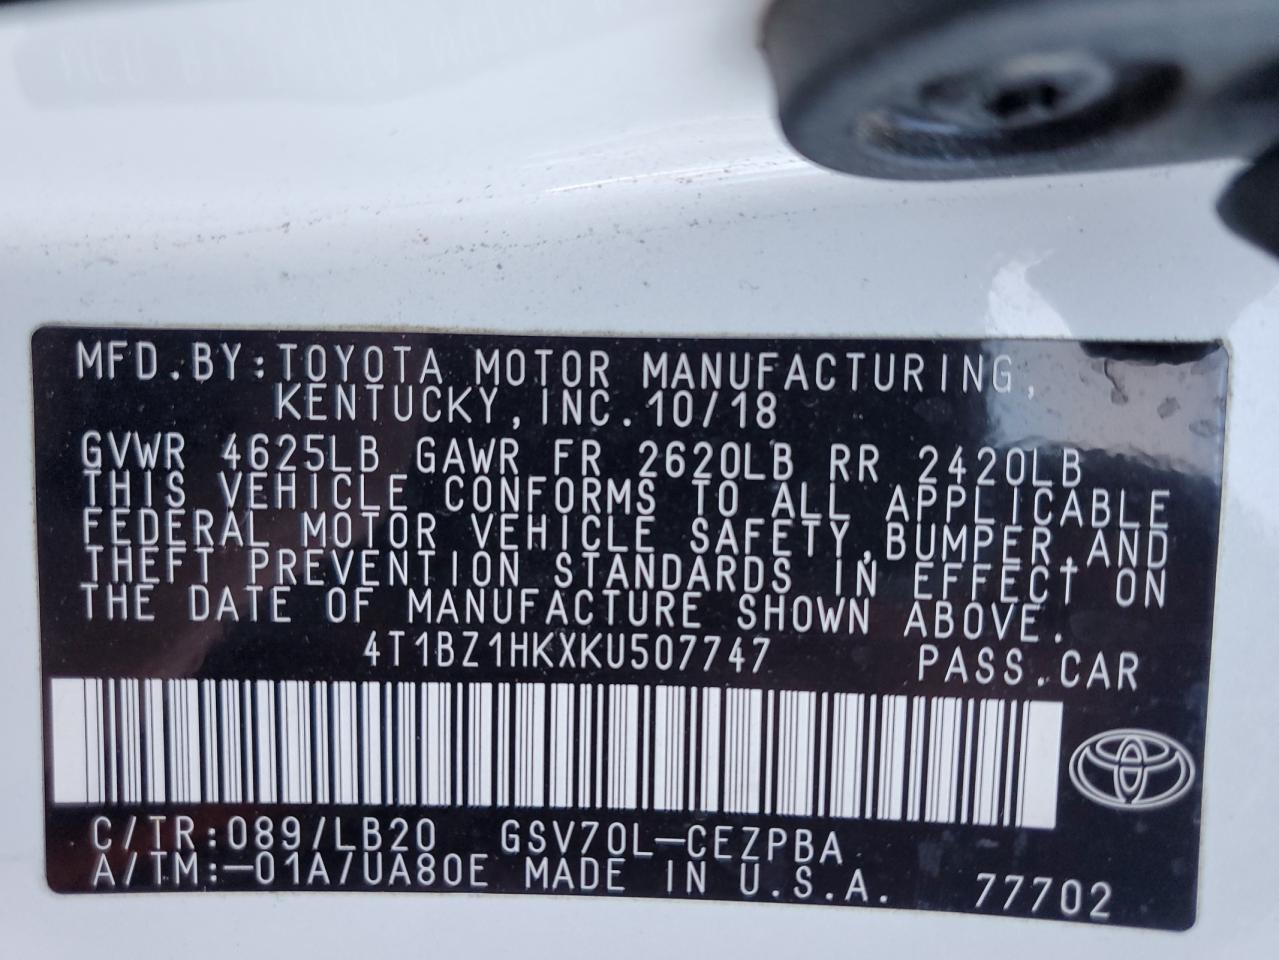 MFD.BY:TOYOTA MOTOR MANUFACTURING,
KENTUCKY,INC.10/18
GVWR 4625LB GAWR FR 2620LB RR 2420LB
THIS VEHICLE CONFORMS TO ALL APPLICABLE
FEDERAL MOTOR VEHICLE SAFETY,BUMPER,AND
THEFT PREVENTION STANDARDS IN EFFECT ON
THE DATE OF MANUFACTURE SHOWN ABOVE.
4T1BZ1HKXKU507747 PASS.CAR
C/TR:089/LB20 GSV70L-CEZPBA
A/TM:-01A/UA80E MADE IN U.S.A. 77702